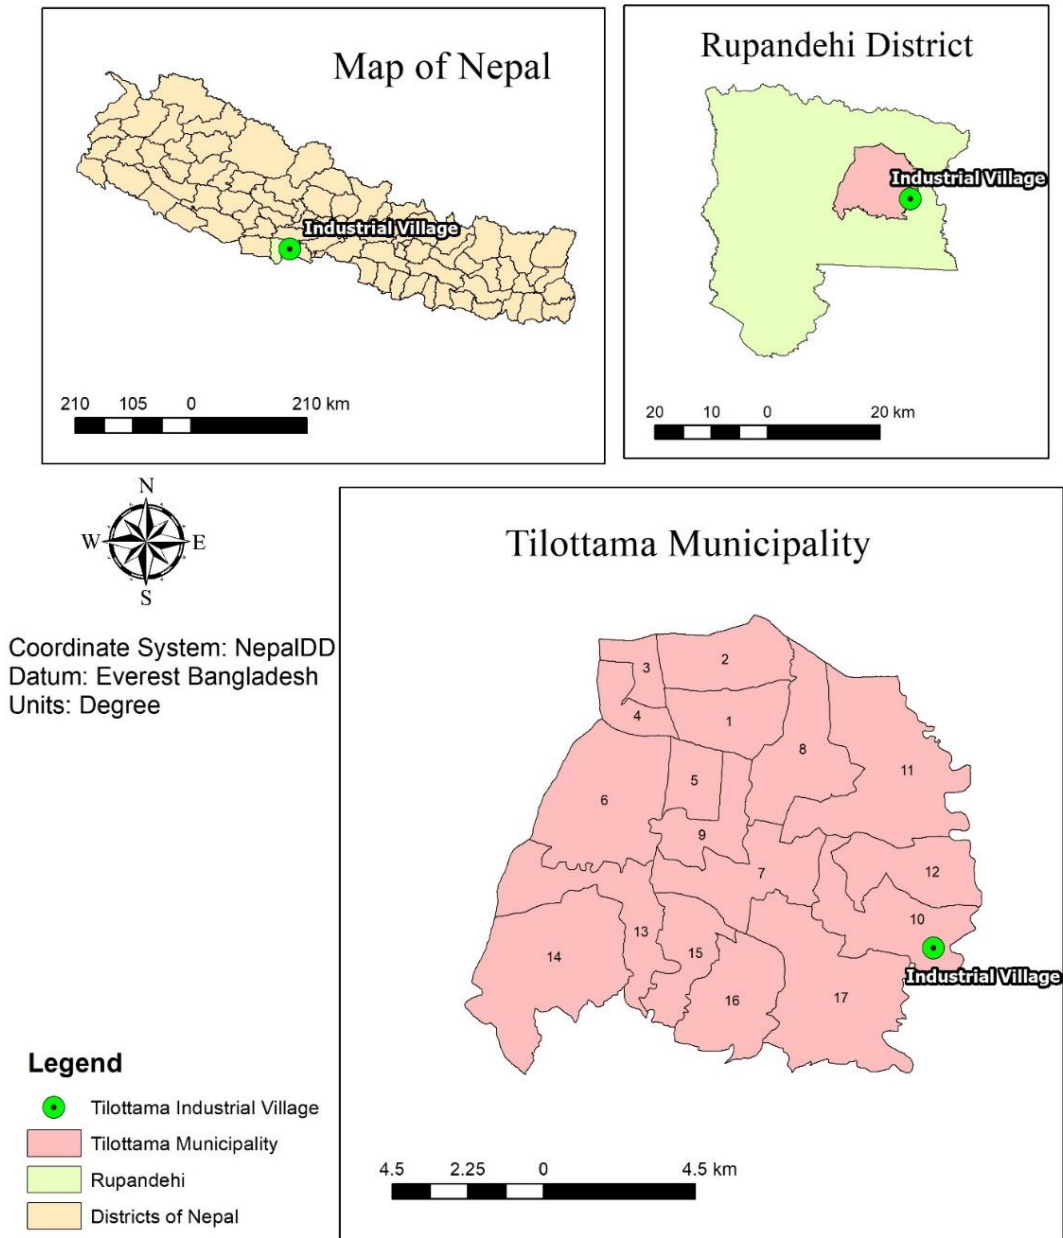 Map of Nepal
Industrial Village
210 105 0 210 km
Rupandehi District
Industrial Village
20 10 0 20 km
N
W E
S
Coordinate System: NepalDD
Datum: Everest Bangladesh
Units: Degree
Tilottama Municipality
2
3
4
1
8
11
5
6
9
12
7
10
13
15
14
16
17
Industrial Village
4.5 2.25 0 4.5 km
Legend
Tilottama Industrial Village
Tilottama Municipality
Rupandehi
Districts of Nepal